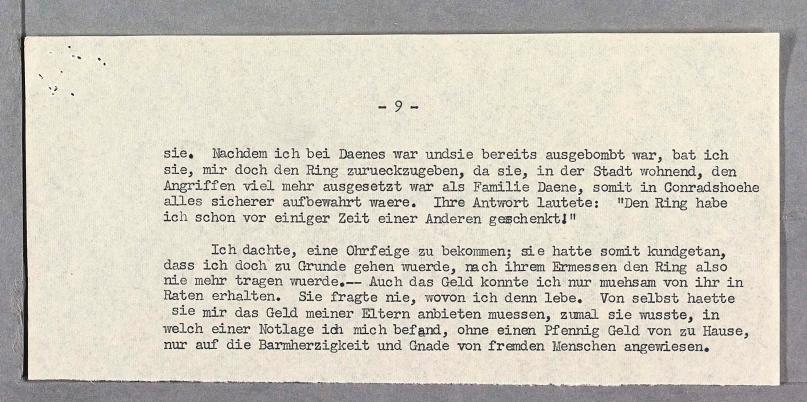 - 9 -
sie. Nachdem ich bei Daenes war undsie bereits ausgebombt war, bat ich
sie, mir doch den Ring zurueckzugeben, da sie, in der Stadt wohnend, den
Angriffen viel mehr ausgesetzt war als Familie Daene, somit in Conradshoehe
alles sicherer aufbewahrt waere. Ihre Antwort lautete: "Den Ring habe
ich schon vor einiger Zeit einer Anderen geschenkt!"
Ich dachte, eine Ohrfeige zu bekommen; sie hatte somit kundgetan,
dass ich doch zu Grunde gehen wuerde, nach ihrem Ermessen den Ring also
nie mehr tragen wuerde.-- Auch das Geld konnte ich nur muehsam von ihr in
Raten erhalten. Sie fragte nie, wovon ich denn lebe. Von selbst haette
sie mir das Geld meiner Eltern anbieten muessen, zumal sie wusste, in
welch einer Notlage ich mich befand, ohne einen Pfennig Geld von zu Hause,
nur auf die Barmherzigkeit und Gnade von fremden Menschen angewiesen.